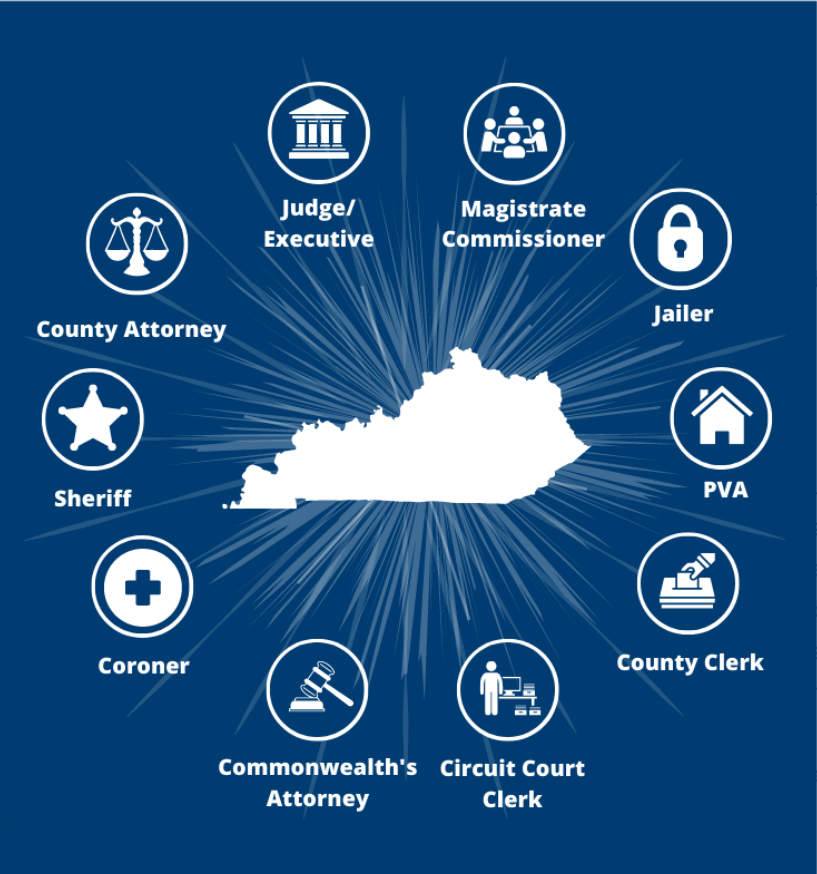 Judge/
Executive
Magistrate
Commissioner
County Attorney
Jailer
Sheriff
PVA
Coroner
County Clerk
Commonwealth's
Attorney
Circuit Court
Clerk